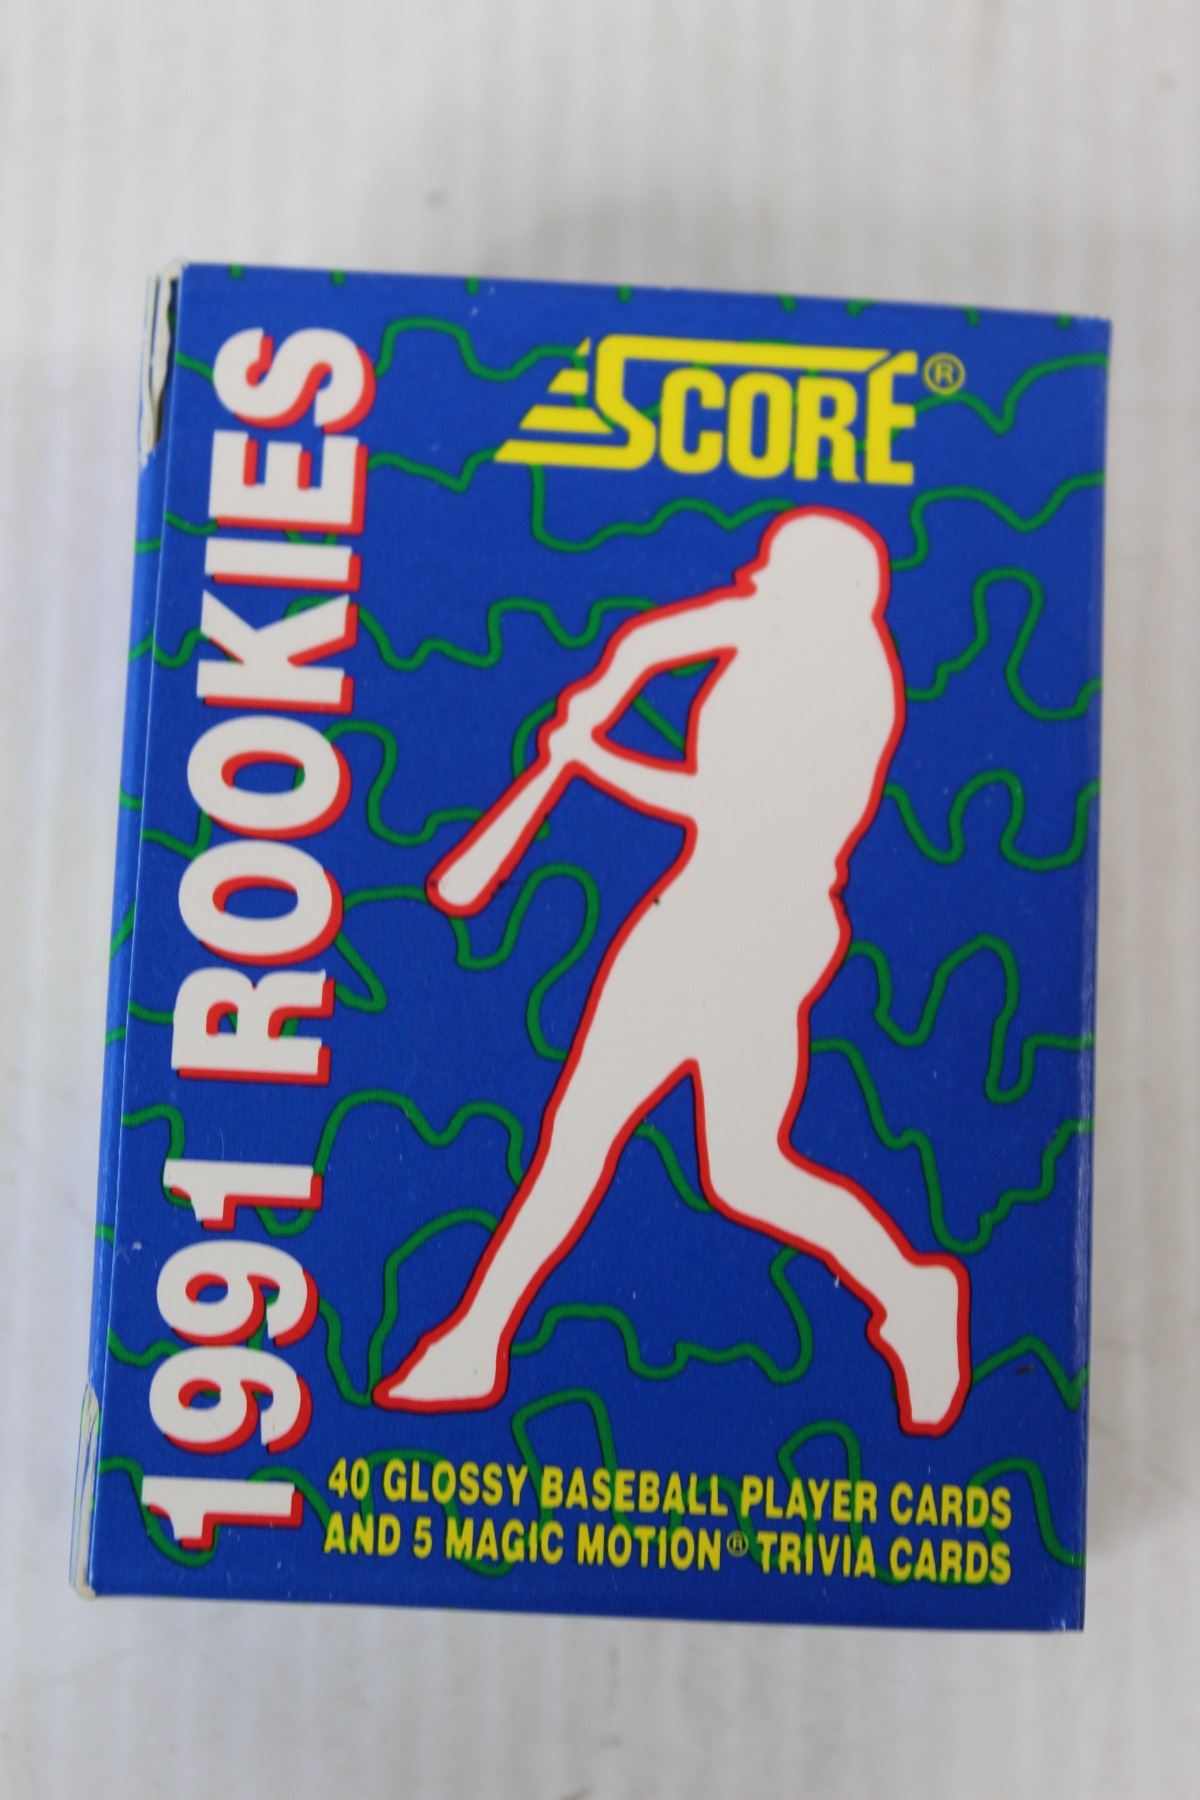 SCORE®
1991 ROOKIES
40 GLOSSY BASEBALL PLAYER CARDS
AND 5 MAGIC MOTION® TRIVIA CARDS